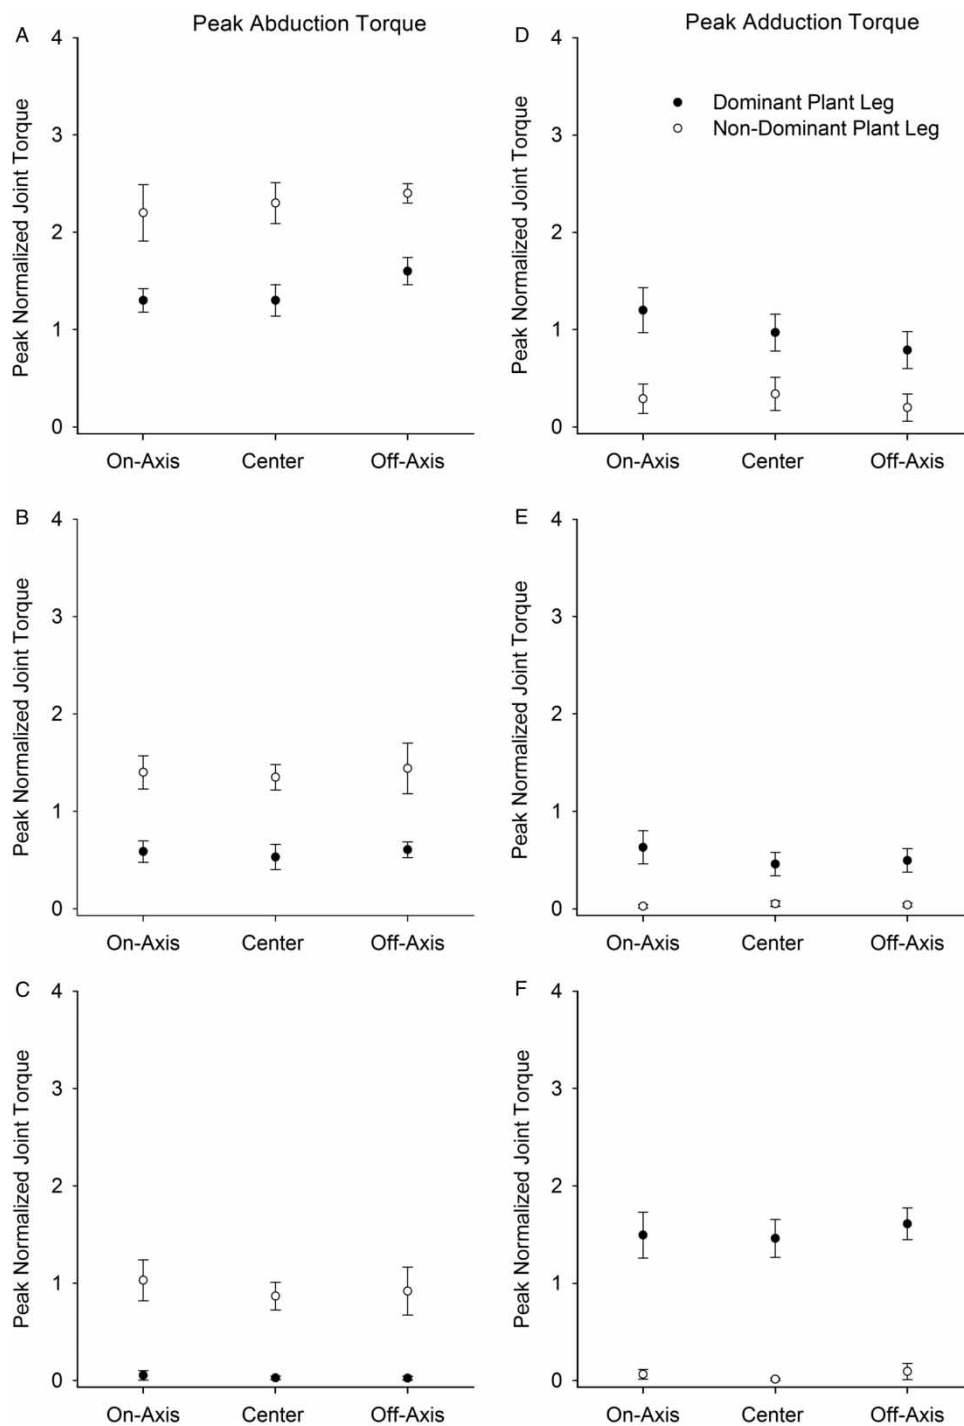 Peak Abduction Torque
A
4
3
2
1
0
Peak Normalized Joint Torque
On-Axis Center Off-Axis
Peak Adduction Torque
D
4
3
2
1
0
Peak Normalized Joint Torque
Dominant Plant Leg
Non-Dominant Plant Leg
On-Axis Center Off-Axis
B
4
3
2
1
0
Peak Normalized Joint Torque
On-Axis Center Off-Axis
E
4
3
2
1
0
Peak Normalized Joint Torque
On-Axis Center Off-Axis
C
4
3
2
1
0
Peak Normalized Joint Torque
On-Axis Center Off-Axis
F
4
3
2
1
0
Peak Normalized Joint Torque
On-Axis Center Off-Axis